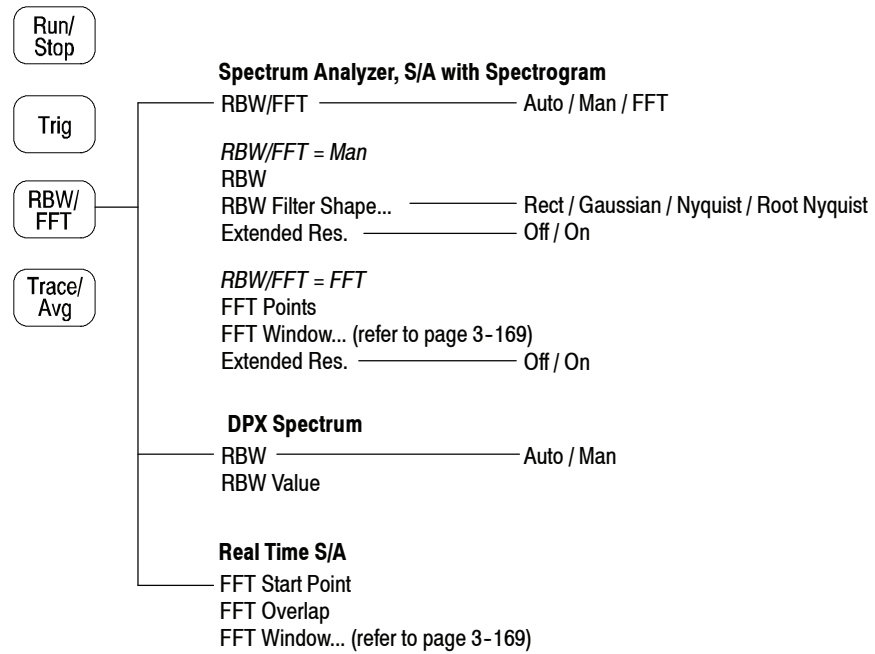 Run/
Stop
Trig
RBW/
FFT
Trace/
Avg
Spectrum Analyzer, S/A with Spectrogram
RBW/FFT Auto / Man / FFT
RBW/FFT = Man
RBW
RBW Filter Shape... Rect / Gaussian / Nyquist / Root Nyquist
Extended Res. Off / On
RBW/FFT = FFT
FFT Points
FFT Window... (refer to page 3-169)
Extended Res. Off / On
DPX Spectrum
RBW Auto / Man
RBW Value
Real Time S/A
FFT Start Point
FFT Overlap
FFT Window... (refer to page 3-169)